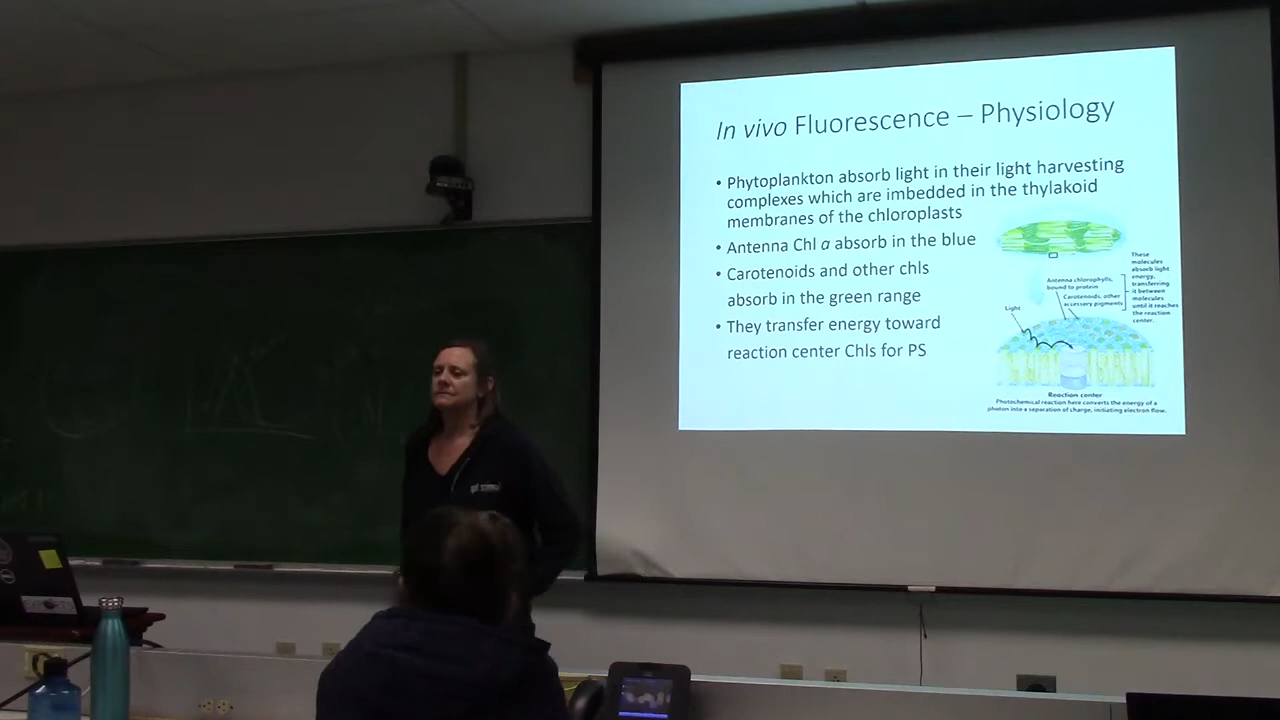 In vivo Fluorescence – Physiology
• Phytoplankton absorb light in their light harvesting
complexes which are imbedded in the thylakoid
membranes of the chloroplasts
• Antenna Chl a absorb in the blue
• Carotenoids and other chls
absorb in the green range
• They transfer energy toward
reaction center Chls for PS
These
molecules
absorb light
energy,
transferring
it between
molecules
until it reaches
the reaction
center.
Antenna chlorophylls,
bound to protein
Carotenoids, other
accessory pigments
Light
Reaction center
Photochemical reaction here converts the energy of a
photon into a separation of charge, initiating electron flow.